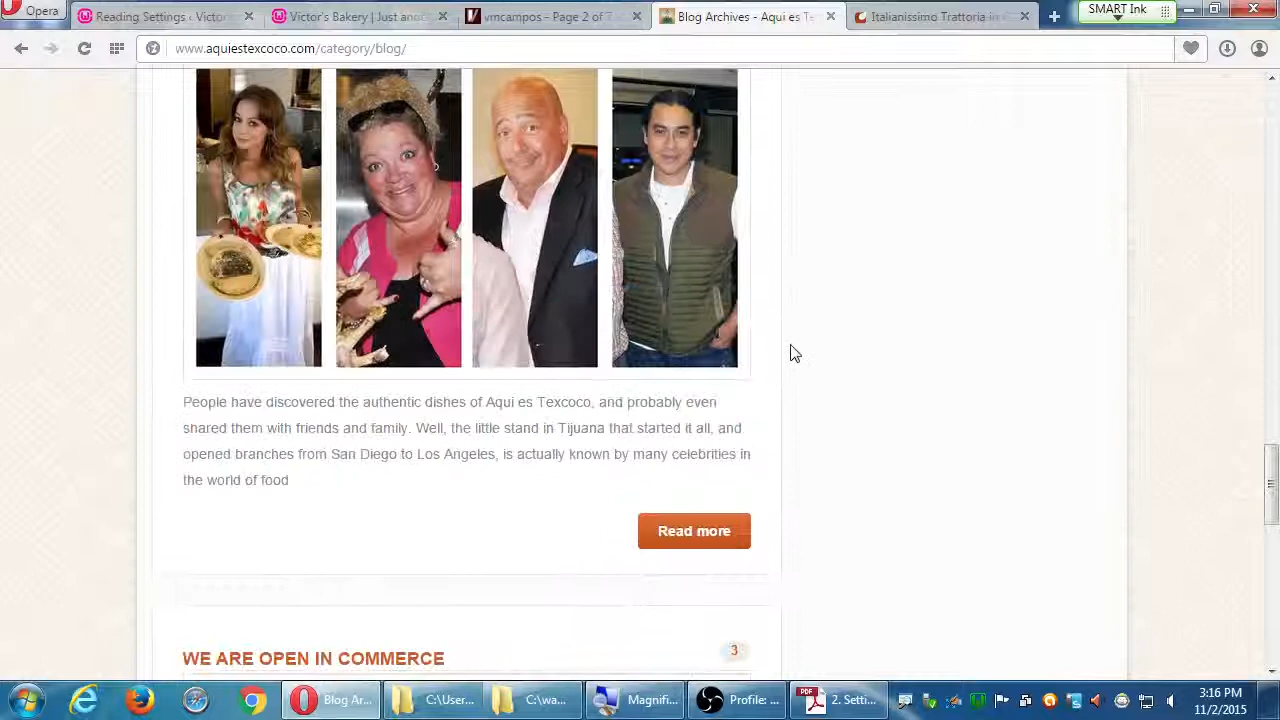 Opera
Reading Settings ‹ Victor
Victor's Bakery | Just ano
vmcampos - Page 2 of 7
Blog Archives - Aqui es Te
Italianissimo Trattoria in
SMART Ink
www.aquiestexcoco.com/category/blog/
People have discovered the authentic dishes of Aqui es Texcoco, and probably even
shared them with friends and family. Well, the little stand in Tijuana that started it all, and
opened branches from San Diego to Los Angeles, is actually known by many celebrities in
the world of food
Read more
WE ARE OPEN IN COMMERCE
3
Blog Ar...
C:\User...
C:\wa...
Magnifi...
Profile: ...
PDF
2. Setti...
3:16 PM
11/2/2015